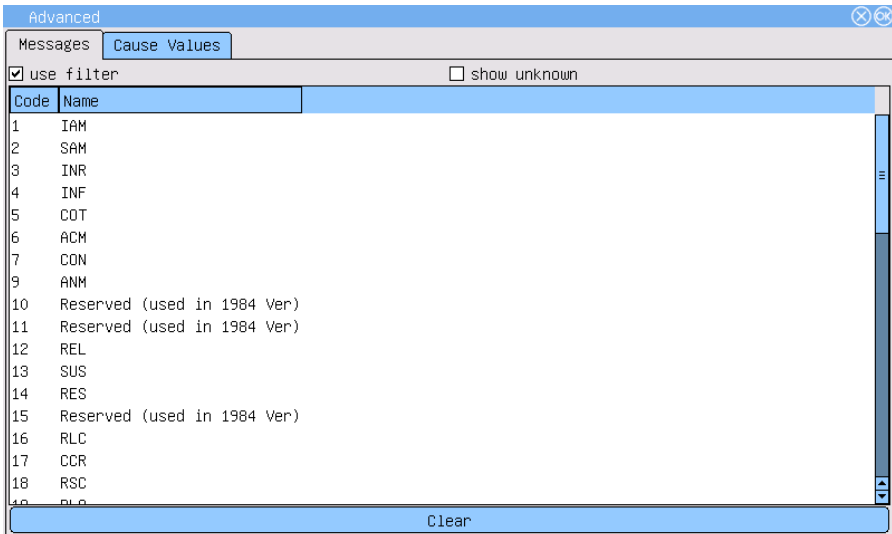 Advanced OK
Messages Cause Values
use filter show unknown
Code Name
1 IAM
2 SAM
3 INR
4 INF
5 COT
6 ACM
7 CON
9 ANM
10 Reserved (used in 1984 Ver)
11 Reserved (used in 1984 Ver)
12 REL
13 SUS
14 RES
15 Reserved (used in 1984 Ver)
16 RLC
17 CCR
18 RSC
Clear